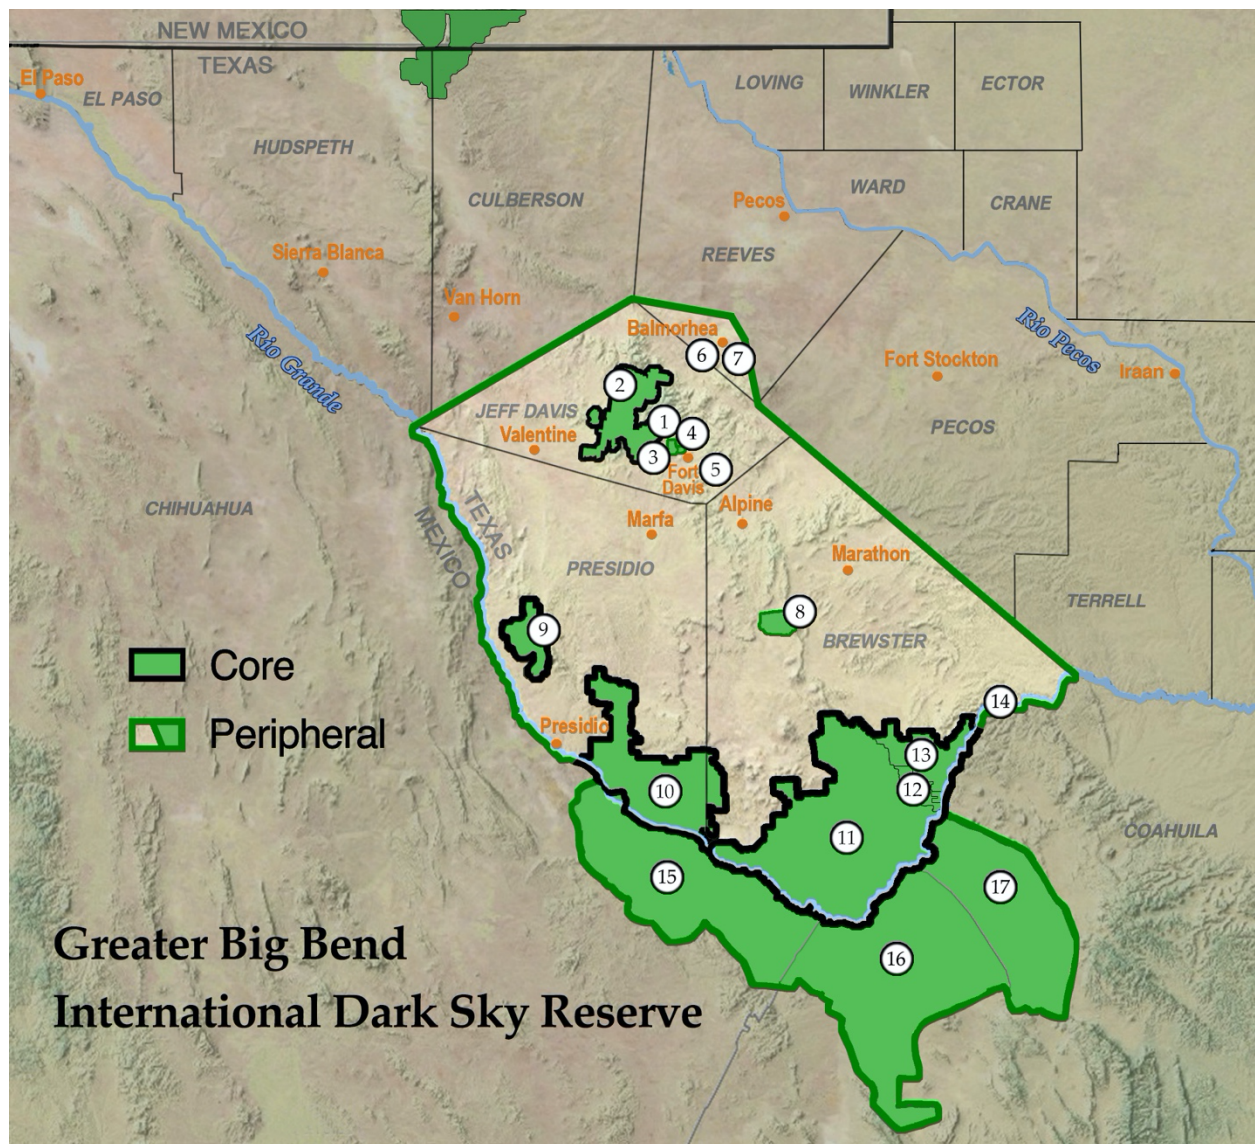 NEW MEXICO
TEXAS
El Paso
EL PASO
HUDSPETH
CULBERSON
LOVING
WINKLER
ECTOR
WARD
CRANE
Pecos
REEVES
Sierra Blanca
Van Horn
Rio Grande
Rio Pecos
Balmorhea
6
7
Fort Stockton
Iraan
2
JEFF DAVIS
1
Valentine
4
PECOS
3
5
Fort
Davis
CHIHUAHUA
TEXAS
MEXICO
Marfa
Alpine
PRESIDIO
Marathon
TERRELL
8
9
BREWSTER
Core
14
Presidio
Peripheral
13
10
12
11
COAHUILA
15
17
Greater Big Bend
16
International Dark Sky Reserve